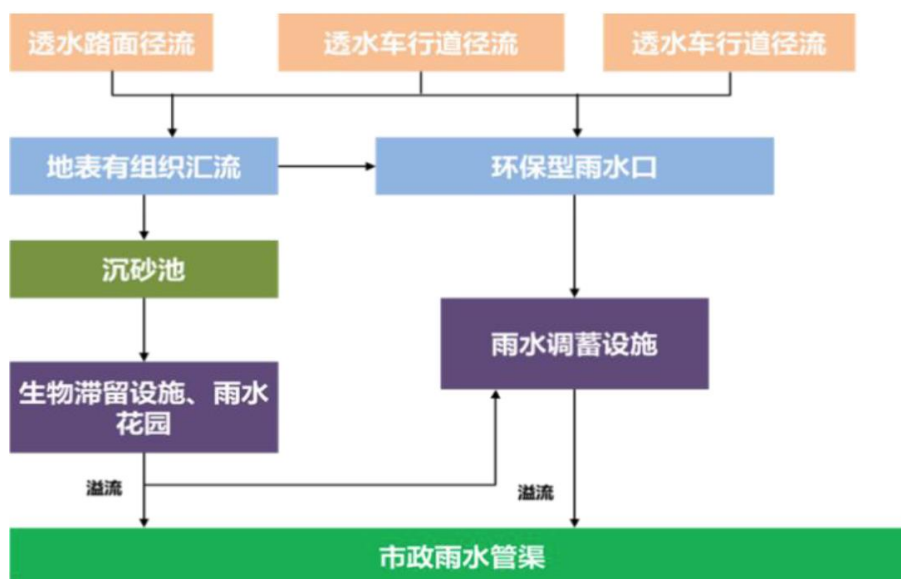 透水路面径流
透水车行道径流
透水车行道径流
地表有组织汇流
环保型雨水口
沉砂池
雨水调蓄设施
生物滞留设施、雨水
花园
溢流
溢流
市政雨水管渠